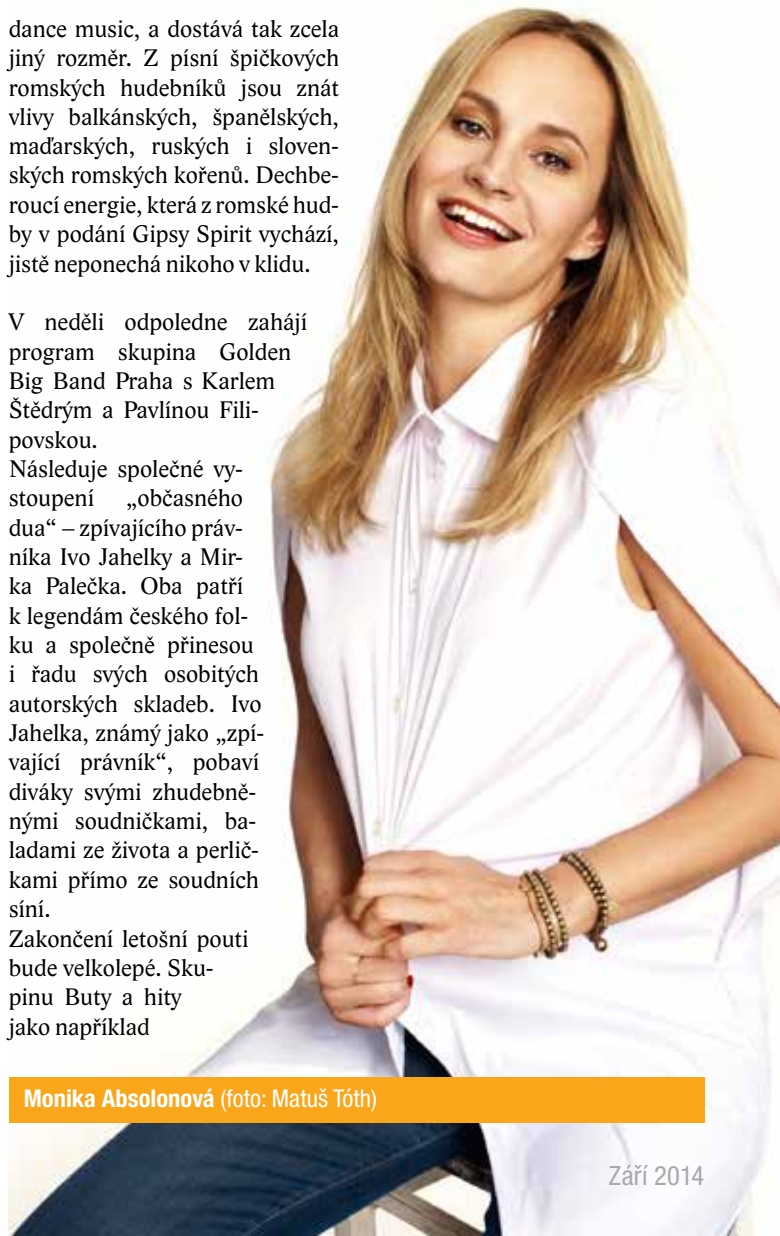 dance music, a dostává tak zcela
jiný rozměr. Z písní špičkových
romských hudebníků jsou znát
vlivy balkánských, španělských,
maďarských, ruských i sloven-
ských romských kořenů. Dechbe-
roucí energie, která z romské hud-
by v podání Gipsy Spirit vychází,
jistě neponechá nikoho v klidu.
V neděli odpoledne zahájí
program skupina Golden
Big Band Praha s Karlem
Štědrým a Pavlínou Fili-
povskou.
Následuje společné vy-
stoupení „občasného
dua“ – zpívajícího práv-
níka Ivo Jahelky a Mir-
ka Palečka. Oba patří
k legendám českého fol-
ku a společně přinesou
i řadu svých osobitých
autorských skladeb. Ivo
Jahelka, známý jako „zpí-
vající právník“, pobaví
diváky svými zhudebně-
nými soudničkami, ba-
ladami ze života a perlič-
kami přímo ze soudních
síní.
Zakončení letošní pouti
bude velkolepé. Sku-
pinu Buty a hity
jako například
Monika Absolonová (foto: Matuš Tóth)
Září 2014